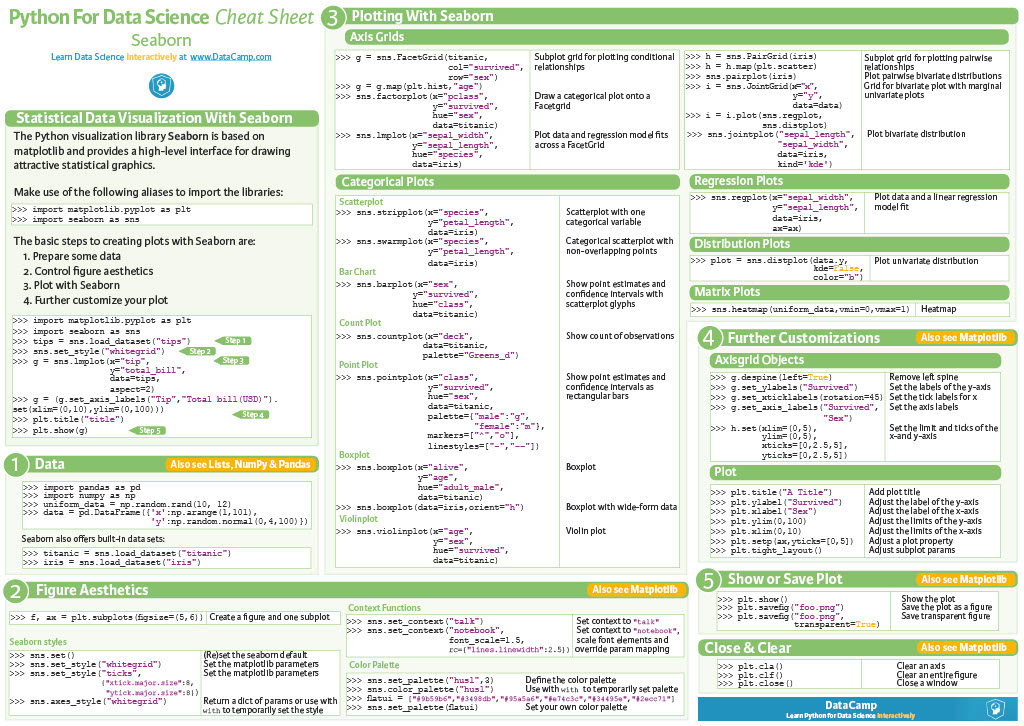 Python For Data Science Cheat Sheet
Seaborn
Learn Data Science Interactively at www.DataCamp.com
Statistical Data Visualization With Seaborn
The Python visualization library Seaborn is based on
matplotlib and provides a high-level interface for drawing
attractive statistical graphics.
Make use of the following aliases to import the libraries:
>>> import matplotlib.pyplot as plt
>>> import seaborn as sns
The basic steps to creating plots with Seaborn are:
1. Prepare some data
2. Control figure aesthetics
3. Plot with Seaborn
4. Further customize your plot
>>> import matplotlib.pyplot as plt
>>> import seaborn as sns
>>> tips = sns.load_dataset("tips") Step 1
>>> sns.set_style("whitegrid") Step 2
>>> g = sns.lmplot(x="tip", Step 3
y="total_bill",
data=tips,
aspect=2)
>>> g = (g.set_axis_labels("Tip","Total bill(USD)").
set(xlim=(0,10),ylim=(0,100)))
Step 4
>>> plt.title("title")
>>> plt.show(g) Step 5
1 Data Also see Lists, NumPy & Pandas
>>> import pandas as pd
>>> import numpy as np
>>> uniform_data = np.random.rand(10, 12)
>>> data = pd.DataFrame({'x':np.arange(1,101),
'y':np.random.normal(0,4,100)})
Seaborn also offers built-in data sets:
>>> titanic = sns.load_dataset("titanic")
>>> iris = sns.load_dataset("iris")
2 Figure Aesthetics Also see Matplotlib
>>> f, ax = plt.subplots(figsize=(5,6)) Create a figure and one subplot
Seaborn styles
>>> sns.set() (Re)set the seaborn default
>>> sns.set_style("whitegrid") Set the matplotlib parameters
>>> sns.set_style("ticks", Set the matplotlib parameters
{"xtick.major.size":8,
"ytick.major.size":8})
>>> sns.axes_style("whitegrid") Return a dict of params or use with
with to temporarily set the style
Context Functions
>>> sns.set_context("talk") Set context to "talk"
>>> sns.set_context("notebook", Set context to "notebook",
font_scale=1.5, scale font elements and
rc={"lines.linewidth":2.5}) override param mapping
Color Palette
>>> sns.set_palette("husl",3) Define the color palette
>>> sns.color_palette("husl") Use with with to temporarily set palette
>>> flatui = ["#9b59b6","#3498db","#95a5a6","#e74c3c","#34495e","#2ecc71"]
>>> sns.set_palette(flatui) Set your own color palette
3 Plotting With Seaborn
Axis Grids
>>> g = sns.FacetGrid(titanic, Subplot grid for plotting conditional
col="survived", relationships
row="sex")
>>> g = g.map(plt.hist,"age")
>>> sns.factorplot(x="pclass", Draw a categorical plot onto a
y="survived", Facetgrid
hue="sex",
data=titanic)
>>> sns.lmplot(x="sepal_width", Plot data and regression model fits
y="sepal_length", across a FacetGrid
hue="species",
data=iris)
>>> h = sns.PairGrid(iris) Subplot grid for plotting pairwise
>>> h = h.map(plt.scatter) relationships
>>> sns.pairplot(iris) Plot pairwise bivariate distributions
>>> i = sns.JointGrid(x="x", Grid for bivariate plot with marginal
y="y", univariate plots
data=data)
>>> i = i.plot(sns.regplot,
sns.distplot)
>>> sns.jointplot("sepal_length", Plot bivariate distribution
"sepal_width",
data=iris,
kind='kde')
Categorical Plots
Scatterplot
>>> sns.stripplot(x="species", Scatterplot with one
y="petal_length", categorical variable
data=iris)
>>> sns.swarmplot(x="species", Categorical scatterplot with
y="petal_length", non-overlapping points
data=iris)
Bar Chart
>>> sns.barplot(x="sex", Show point estimates and
y="survived", confidence intervals with
hue="class", scatterplot glyphs
data=titanic)
Count Plot
>>> sns.countplot(x="deck", Show count of observations
data=titanic,
palette="Greens_d")
Point Plot
>>> sns.pointplot(x="class", Show point estimates and
y="survived", confidence intervals as
hue="sex", rectangular bars
data=titanic,
palette={"male":"g",
"female":"m"},
markers=["^","o"],
linestyles=["-","--"])
Boxplot
>>> sns.boxplot(x="alive", Boxplot
y="age",
hue="adult_male",
data=titanic)
>>> sns.boxplot(data=iris,orient="h") Boxplot with wide-form data
Violinplot
>>> sns.violinplot(x="age", Violin plot
y="sex",
hue="survived",
data=titanic)
Regression Plots
>>> sns.regplot(x="sepal_width", Plot data and a linear regression
y="sepal_length", model fit
data=iris,
ax=ax)
Distribution Plots
>>> plot = sns.distplot(data.y, Plot univariate distribution
kde=False,
color="b")
Matrix Plots
>>> sns.heatmap(uniform_data,vmin=0,vmax=1) Heatmap
4 Further Customizations Also see Matplotlib
Axisgrid Objects
>>> g.despine(left=True) Remove left spine
>>> g.set_ylabels("Survived") Set the labels of the y-axis
>>> g.set_xticklabels(rotation=45) Set the tick labels for x
>>> g.set_axis_labels("Survived", Set the axis labels
"Sex")
>>> h.set(xlim=(0,5), Set the limit and ticks of the
ylim=(0,5), x-and y-axis
xticks=[0,2.5,5],
yticks=[0,2.5,5])
Plot
>>> plt.title("A Title") Add plot title
>>> plt.ylabel("Survived") Adjust the label of the y-axis
>>> plt.xlabel("Sex") Adjust the label of the x-axis
>>> plt.ylim(0,100) Adjust the limits of the y-axis
>>> plt.xlim(0,10) Adjust the limits of the x-axis
>>> plt.setp(ax,yticks=[0,5]) Adjust a plot property
>>> plt.tight_layout() Adjust subplot params
5 Show or Save Plot Also see Matplotlib
>>> plt.show() Show the plot
>>> plt.savefig("foo.png") Save the plot as a figure
>>> plt.savefig("foo.png", Save transparent figure
transparent=True)
Close & Clear Also see Matplotlib
>>> plt.cla() Clear an axis
>>> plt.clf() Clear an entire figure
>>> plt.close() Close a window
DataCamp
Learn Python for Data Science Interactively